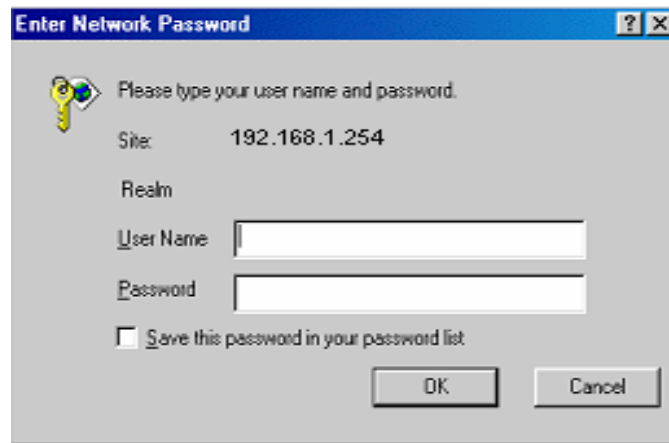 Enter Network Password
Please type your user name and password.
Site: 192.168.1.254
Realm
User Name
Password
Save this password in your password list
OK Cancel